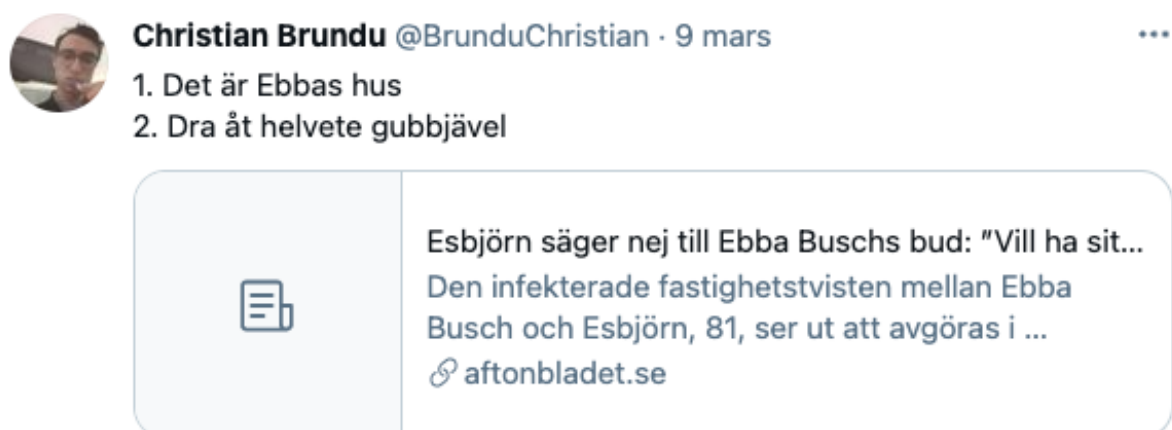 Christian Brundu @BrunduChristian · 9 mars
1. Det är Ebbas hus
2. Dra åt helvete gubbjävel
Esbjörn säger nej till Ebba Buschs bud: ”Vill ha sit...
Den infekterade fastighetstvisten mellan Ebba
Busch och Esbjörn, 81, ser ut att avgöras i ...
aftonbladet.se